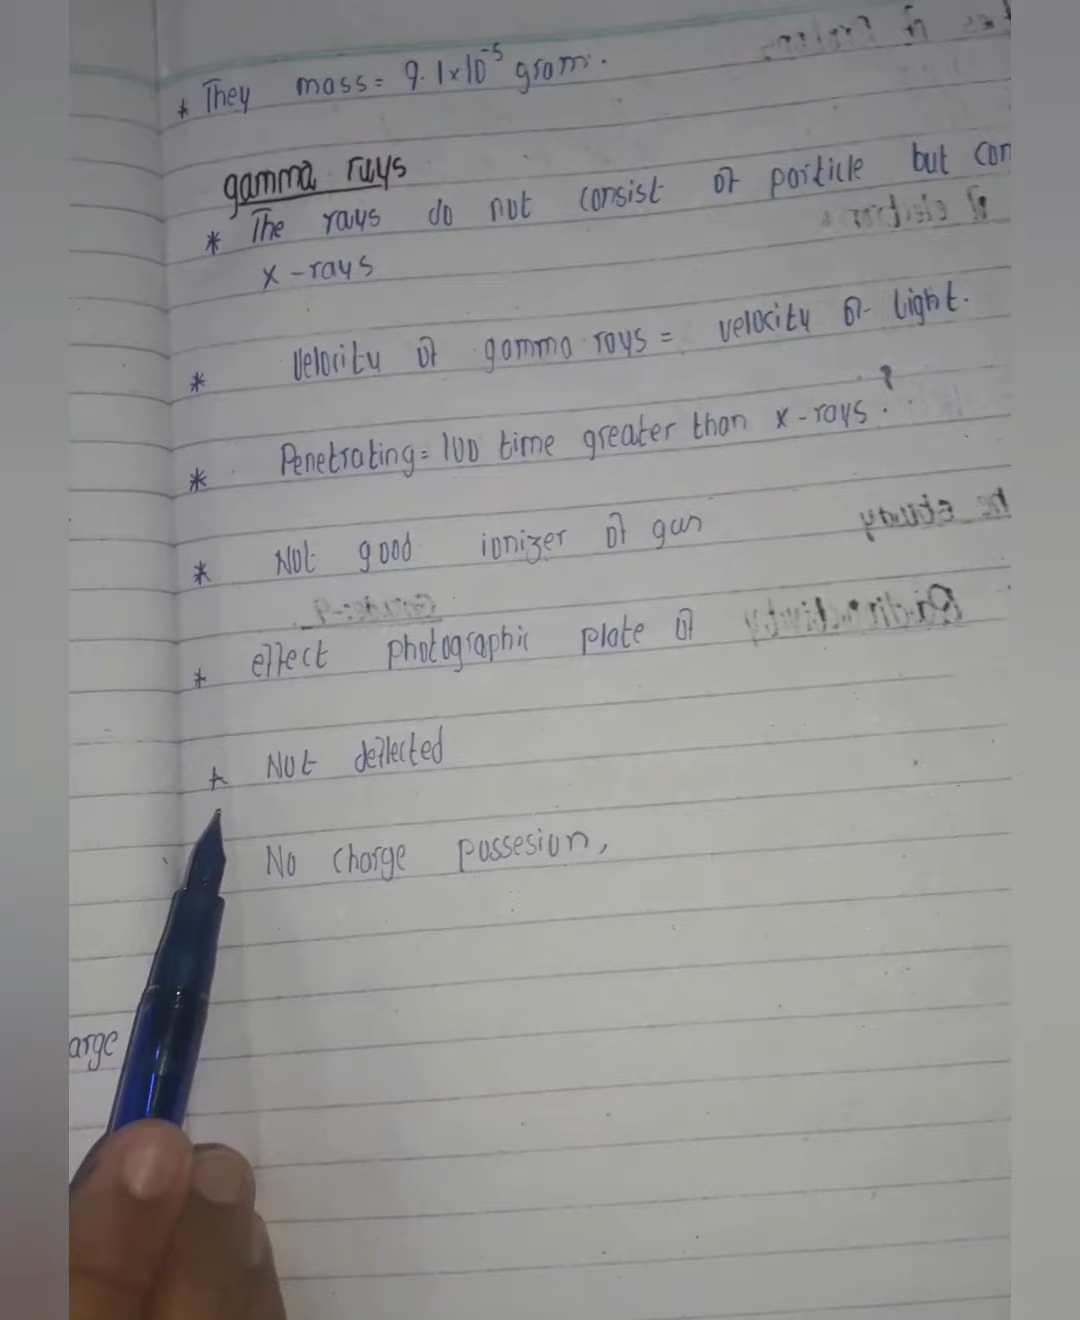 * They mass = 9.1x10⁻⁵ gram.
gamma rays
* The rays do not consist of particle but con
x-rays
* Velocity of gamma rays = velocity of light.
* Penetrating = 100 time greater than x-rays.
* Not good ionizer of gas
* effect photographic plate of
* Not deflected
No charge possesion,
arge